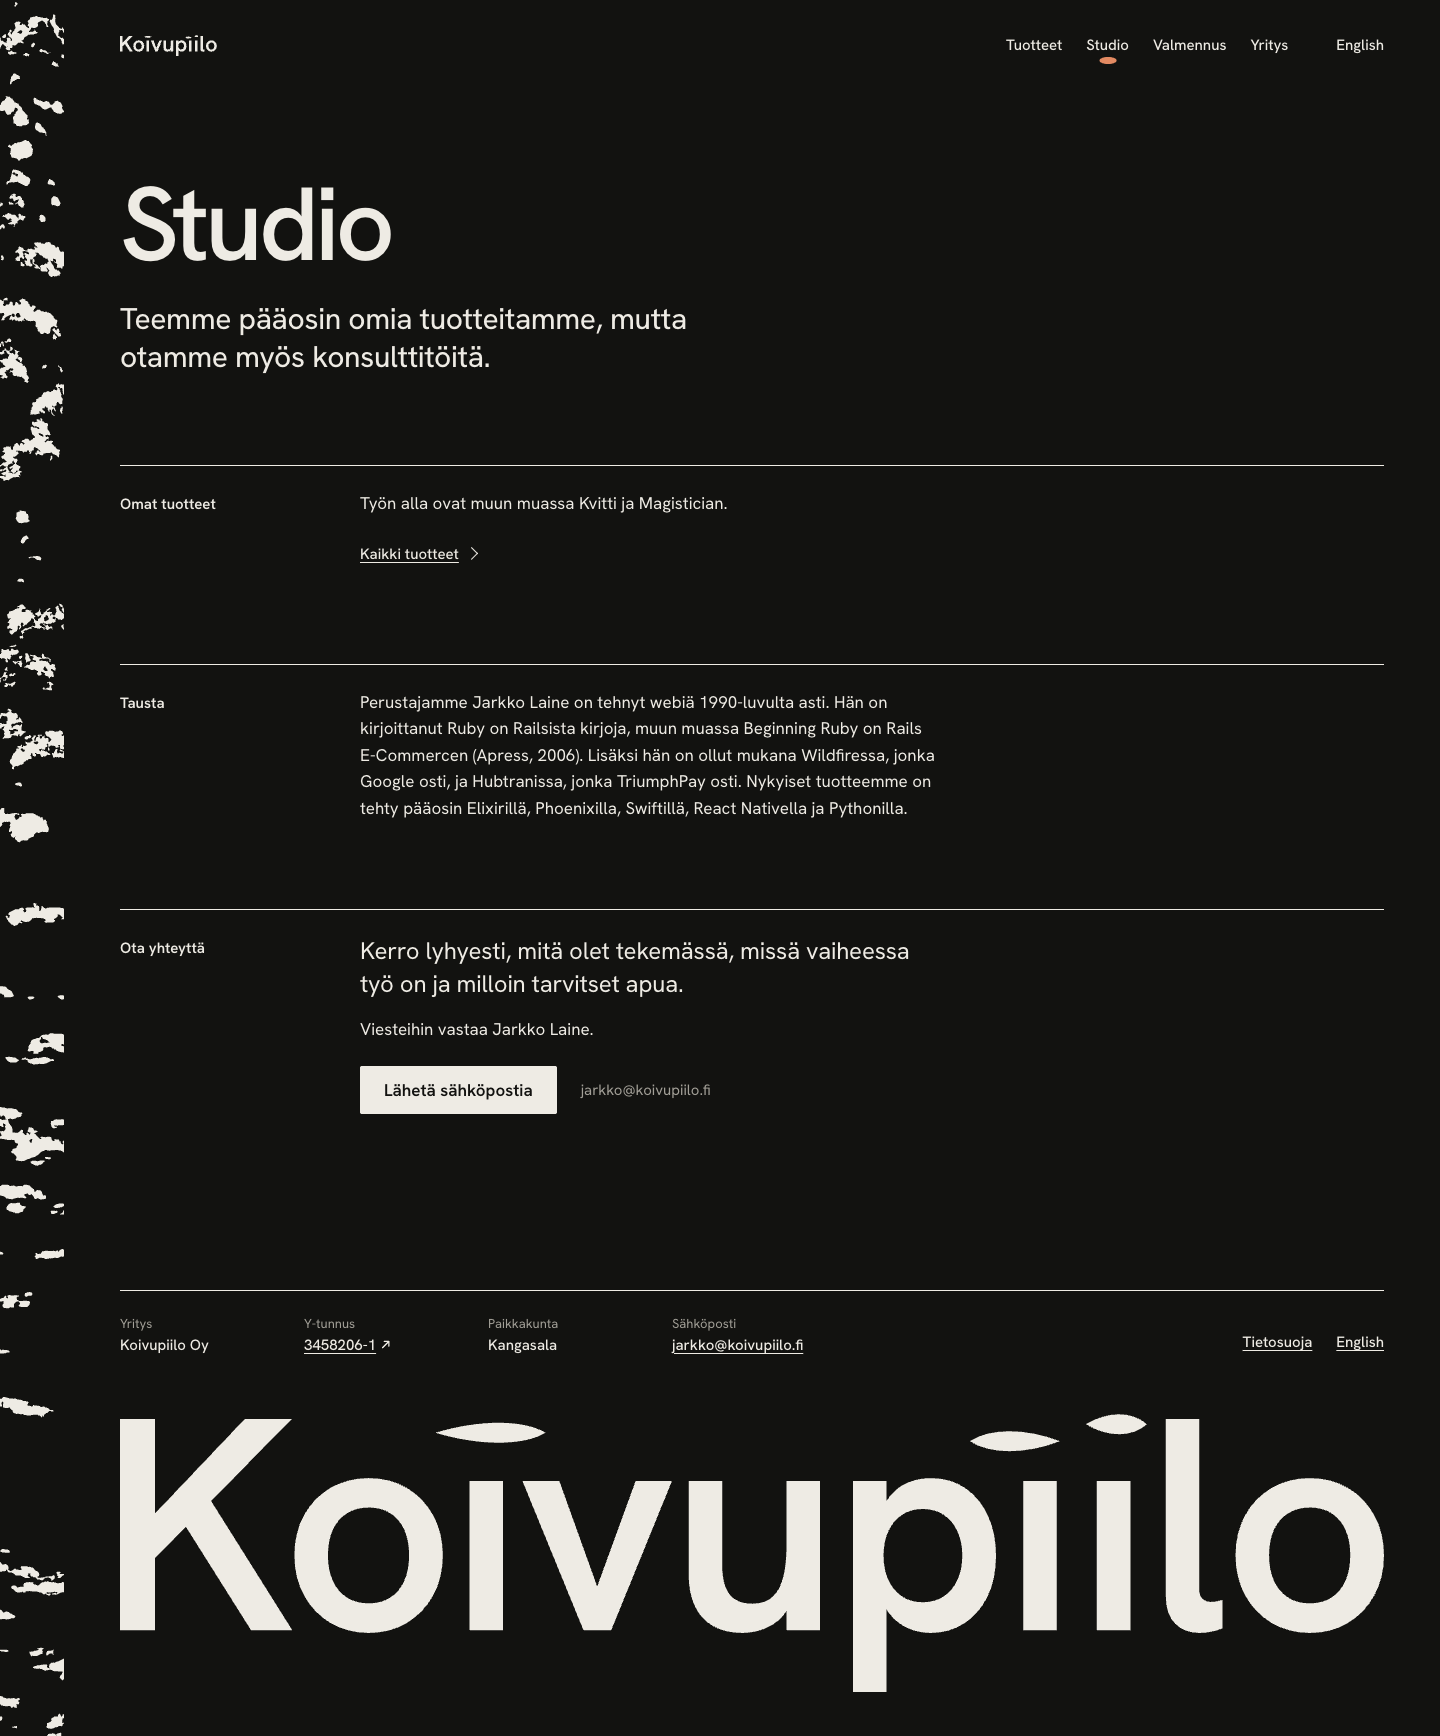 Koivupiilo
Tuotteet Studio Valmennus Yritys English
Studio
Teemme pääosin omia tuotteitamme, mutta
otamme myös konsulttitöitä.
Omat tuotteet
Työn alla ovat muun muassa Kvitti ja Magistician.
Kaikki tuotteet
Tausta
Perustajamme Jarkko Laine on tehnyt webiä 1990-luvulta asti. Hän on
kirjoittanut Ruby on Railsista kirjoja, muun muassa Beginning Ruby on Rails
E-Commercen (Apress, 2006). Lisäksi hän on ollut mukana Wildfiressa, jonka
Google osti, ja Hubtranissa, jonka TriumphPay osti. Nykyiset tuotteemme on
tehty pääosin Elixirillä, Phoenixilla, Swiftillä, React Nativella ja Pythonilla.
Ota yhteyttä
Kerro lyhyesti, mitä olet tekemässä, missä vaiheessa
työ on ja milloin tarvitset apua.
Viesteihin vastaa Jarkko Laine.
Lähetä sähköpostia jarkko@koivupiilo.fi
Yritys
Koivupiilo Oy
Y-tunnus
3458206-1 ↗
Paikkakunta
Kangasala
Sähköposti
jarkko@koivupiilo.fi
Tietosuoja English
Koivupiilo